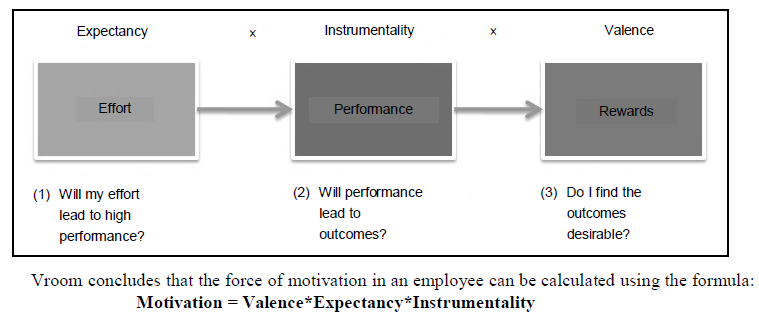 Expectancy x Instrumentality x Valence
Effort Performance Rewards
(1) Will my effort
lead to high
performance?
(2) Will performance
lead to
outcomes?
(3) Do I find the
outcomes
desirable?
Vroom concludes that the force of motivation in an employee can be calculated using the formula:
Motivation = Valence*Expectancy*Instrumentality